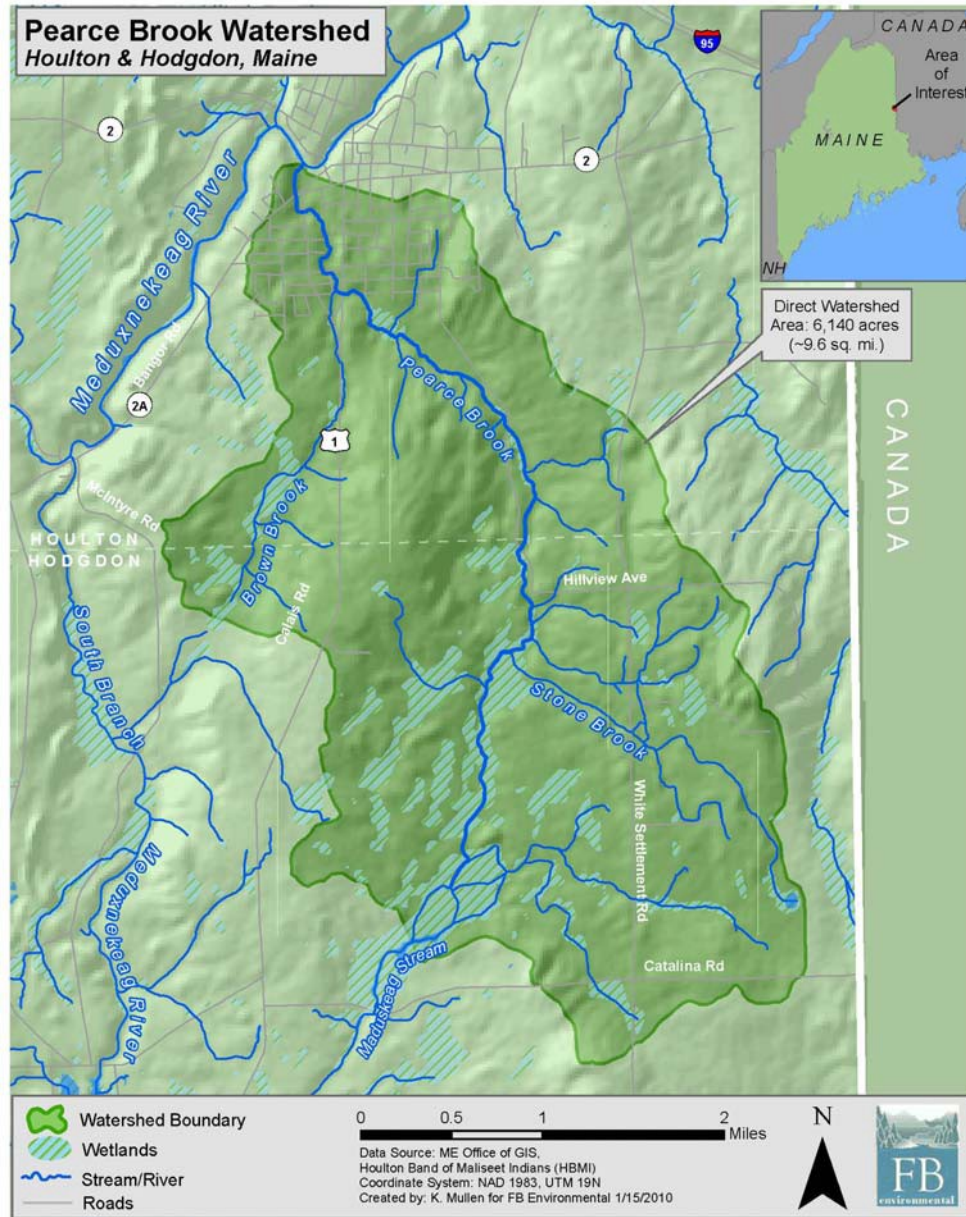 Pearce Brook Watershed
Houlton & Hodgdon, Maine
95
CANADA
Area
of
Interest
MAINE
NH
2
2
Meduxnekeag River
Bangor Rd
2A
Direct Watershed
Area: 6,140 acres
(~9.6 sq. mi.)
Pearce Brook
CANADA
1
McIntyre Rd
Brown Brook
HOULTON
HODGDON
Hillview Ave
Calais Rd
South Branch
Stone Brook
White Settlement Rd
Meduxnekeag River
Maduskeag Stream
Catalina Rd
Watershed Boundary
Wetlands
Stream/River
Roads
0 0.5 1 2
Miles
Data Source: ME Office of GIS,
Houlton Band of Maliseet Indians (HBMI)
Coordinate System: NAD 1983, UTM 19N
Created by: K. Mullen for FB Environmental 1/15/2010
N
FB
environmental